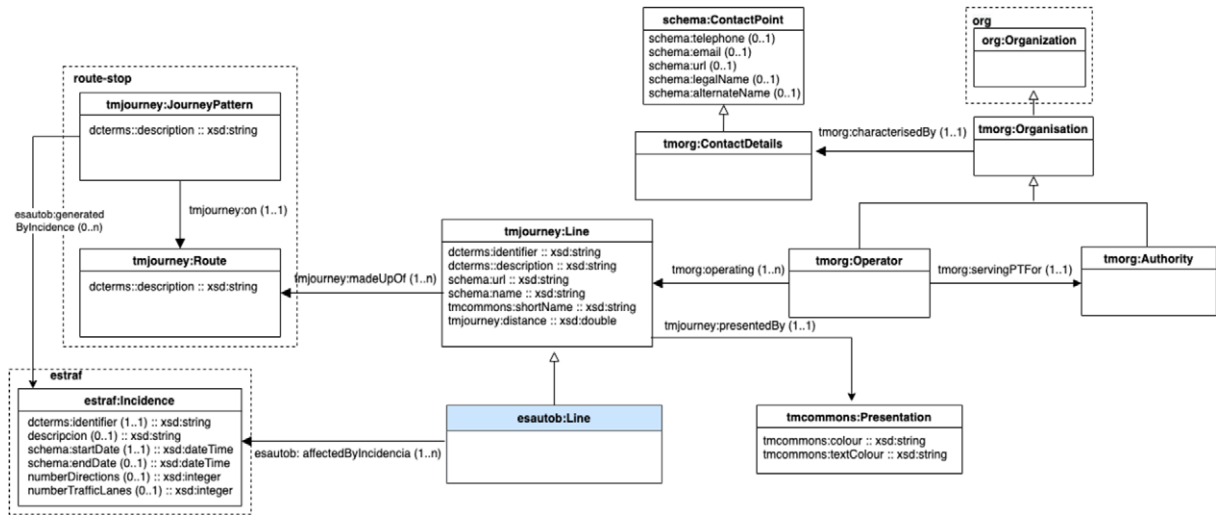 schema:ContactPoint
schema:telephone (0..1)
schema:email (0..1)
schema:url (0..1)
schema:legalName (0..1)
schema:alternateName (0..1)
org
org:Organization
route-stop
tmjourney:JourneyPattern
dcterms::description :: xsd:string
tmorg:ContactDetails
tmorg:characterisedBy (1..1)
tmorg:Organisation
esautob:generated
ByIncidence (0..n)
tmjourney:on (1..1)
tmjourney:Route
dcterms::description :: xsd:string
tmjourney:madeUpOf (1..n)
tmjourney:Line
dcterms:identifier :: xsd:string
dcterms::description :: xsd:string
schema:url :: xsd:string
schema:name :: xsd:string
tmcommons:shortName :: xsd:string
tmjourney:distance :: xsd:double
tmorg:operating (1..n)
tmorg:Operator
tmorg:servingPTFor (1..1)
tmorg:Authority
tmjourney:presentedBy (1..1)
estraf
estraf:Incidence
dcterms:identifier (1..1) :: xsd:string
descripcion (0..1) :: xsd:string
schema:startDate (1..1) :: xsd:dateTime
schema:endDate (0..1) :: xsd:dateTime
numberDirections (0..1) :: xsd:integer
numberTrafficLanes (0..1) :: xsd:integer
esautob: affectedByIncidencia (1..n)
esautob:Line
tmcommons:Presentation
tmcommons:colour :: xsd:string
tmcommons:textColour :: xsd:string